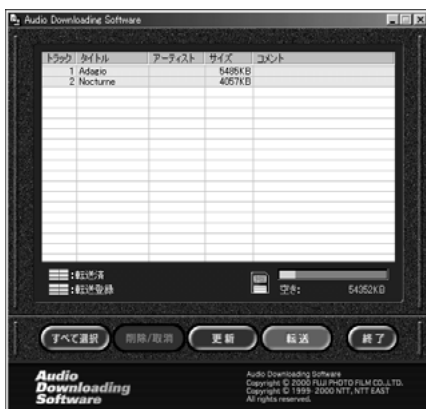 Audio Downloading Software
トラック タイトル アーティスト サイズ コメント
1 Adagio 5485KB
2 Nocturne 4057KB
:転送済
:転送登録
空き: 54352KB
すべて選択 削除/取消 更新 転送 終了
Audio
Downloading
Software
Audio Downloading Software
Copyright © 2000 FUJI PHOTO FILM CO.,LTD.
Copyright © 1999-2000 NTT, NTT EAST
All rights reserved.